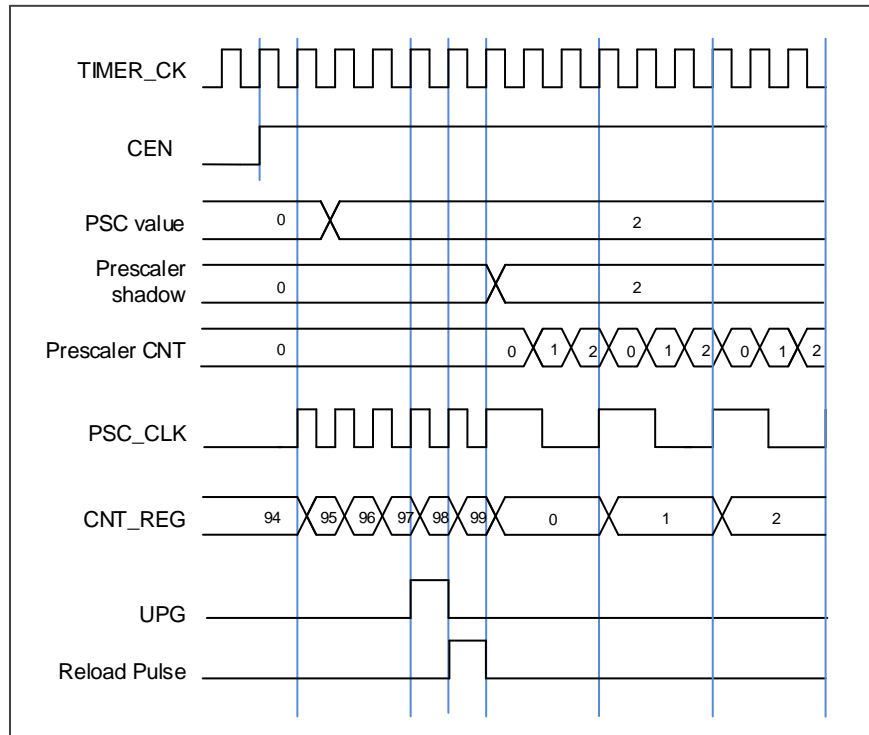 TIMER_CK
CEN
PSC value 0 2
Prescaler
shadow 0 2
Prescaler CNT 0 0 1 2 0 1 2 0 1 2
PSC_CLK
CNT_REG 94 95 96 97 98 99 0 1 2
UPG
Reload Pulse